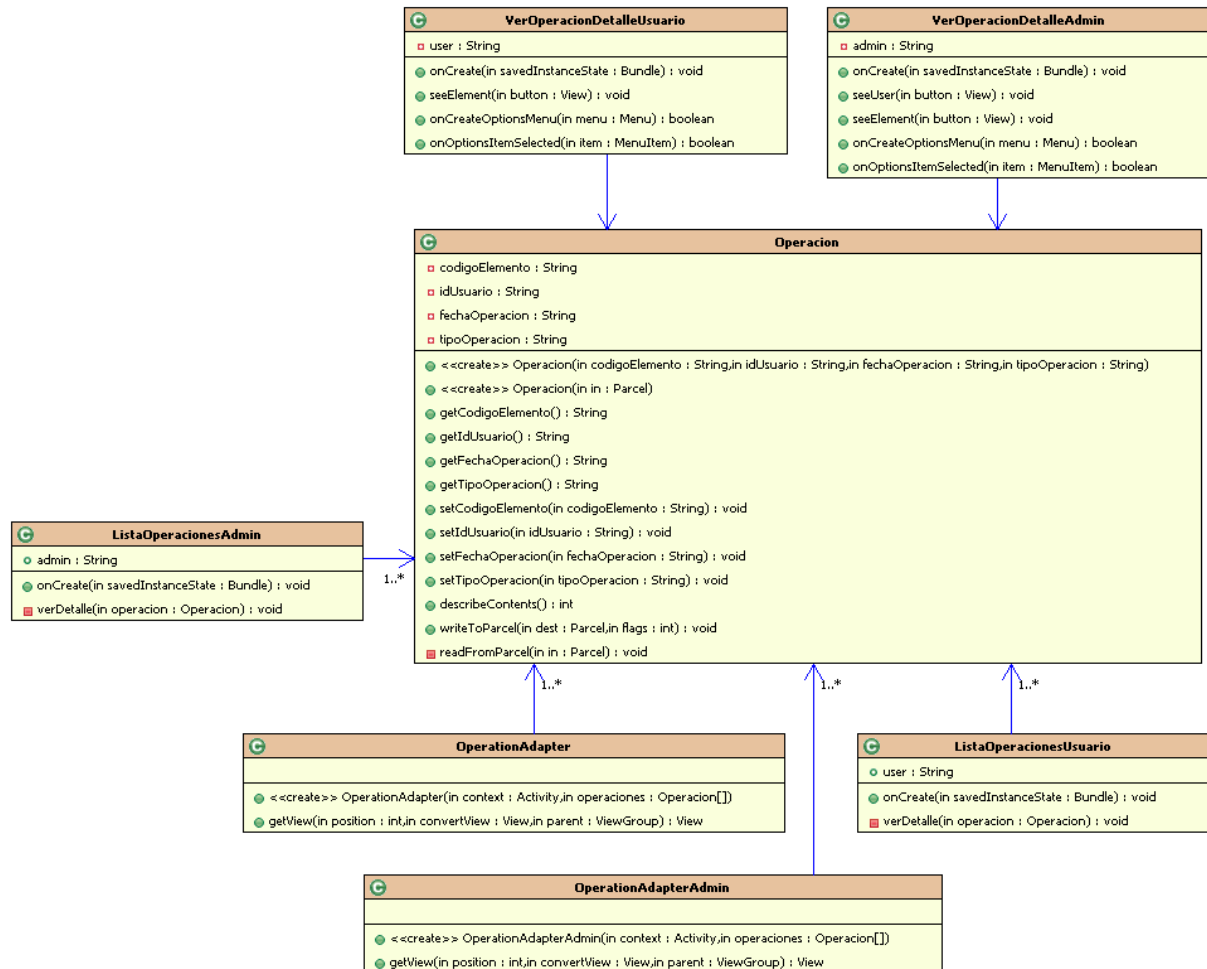 VerOperacionDetalleUsuario
user : String
onCreate(in savedInstanceState : Bundle) : void
seeElement(in button : View) : void
onCreateOptionsMenu(in menu : Menu) : boolean
onOptionsItemSelected(in item : MenuItem) : boolean
VerOperacionDetalleAdmin
admin : String
onCreate(in savedInstanceState : Bundle) : void
seeUser(in button : View) : void
seeElement(in button : View) : void
onCreateOptionsMenu(in menu : Menu) : boolean
onOptionsItemSelected(in item : MenuItem) : boolean
Operacion
codigoElemento : String
idUsuario : String
fechaOperacion : String
tipoOperacion : String
<<create>> Operacion(in codigoElemento : String,in idUsuario : String,in fechaOperacion : String,in tipoOperacion : String)
<<create>> Operacion(in in : Parcel)
getCodigoElemento() : String
getIdUsuario() : String
getFechaOperacion() : String
getTipoOperacion() : String
setCodigoElemento(in codigoElemento : String) : void
setIdUsuario(in idUsuario : String) : void
setFechaOperacion(in fechaOperacion : String) : void
setTipoOperacion(in tipoOperacion : String) : void
describeContents() : int
writeToParcel(in dest : Parcel,in flags : int) : void
readFromParcel(in in : Parcel) : void
ListaOperacionesAdmin
admin : String
onCreate(in savedInstanceState : Bundle) : void
verDetalle(in operacion : Operacion) : void
1..*
1..*
1..*
1..*
OperationAdapter
<<create>> OperationAdapter(in context : Activity,in operaciones : Operacion[])
getView(in position : int,in convertView : View,in parent : ViewGroup) : View
ListaOperacionesUsuario
user : String
onCreate(in savedInstanceState : Bundle) : void
verDetalle(in operacion : Operacion) : void
OperationAdapterAdmin
<<create>> OperationAdapterAdmin(in context : Activity,in operaciones : Operacion[])
getView(in position : int,in convertView : View,in parent : ViewGroup) : View